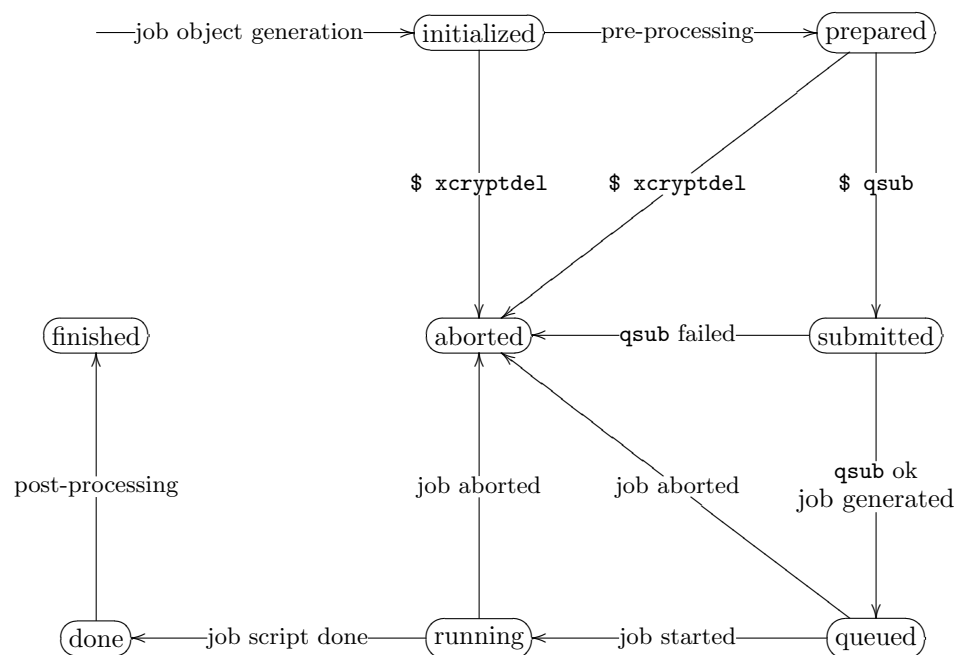 job object generation
initialized
pre-processing
prepared
$ xcryptdel
$ xcryptdel
$ qsub
finished
aborted
qsub failed
submitted
post-processing
job aborted
job aborted
qsub ok
job generated
done
job script done
running
job started
queued